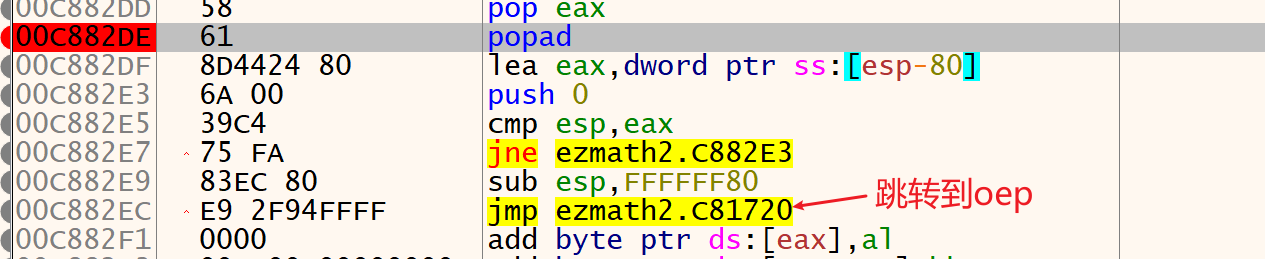 00C882DD 58 pop eax
00C882DE 61 popad
00C882DF 8D4424 80 lea eax,dword ptr ss:[esp-80]
00C882E3 6A 00 push 0
00C882E5 39C4 cmp esp,eax
00C882E7 ^ 75 FA jne ezmath2.C882E3
00C882E9 83EC 80 sub esp,FFFFFF80
00C882EC ^ E9 2F94FFFF jmp ezmath2.C81720 跳转到oep
00C882F1 0000 add byte ptr ds:[eax],al